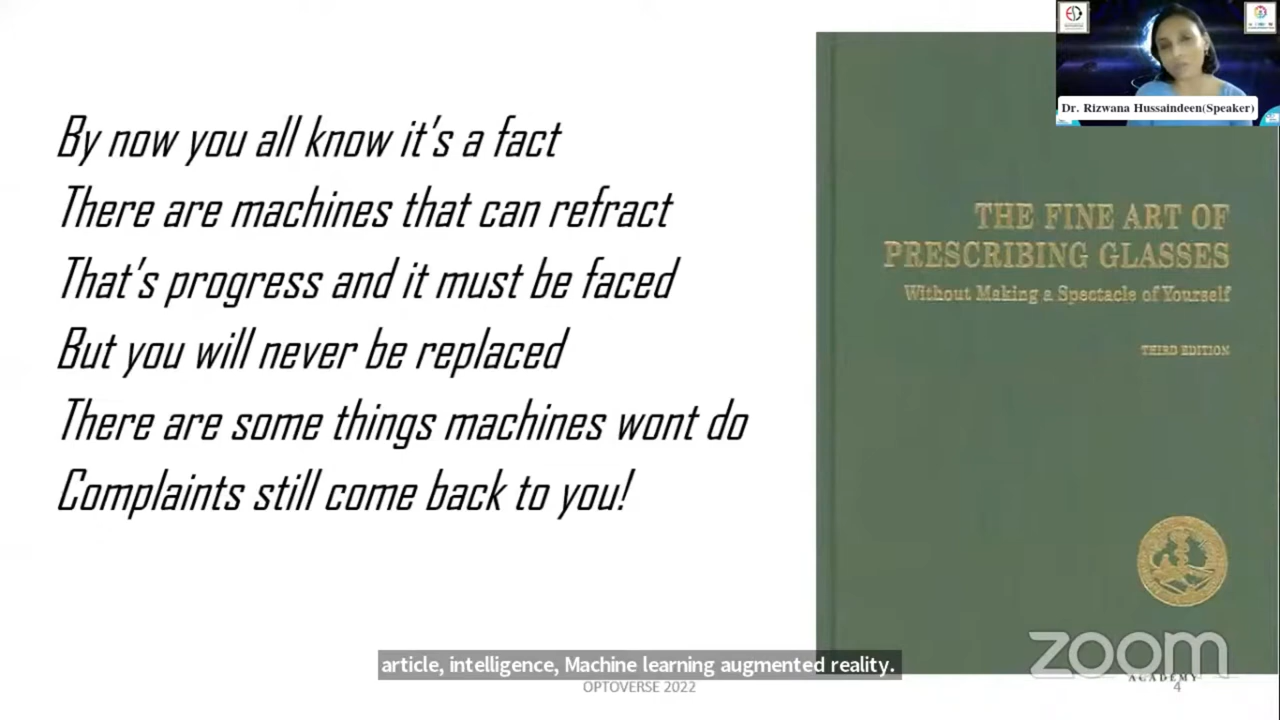 By now you all know it's a fact
There are machines that can refract
That's progress and it must be faced
But you will never be replaced
There are some things machines wont do
Complaints still come back to you!
Dr. Rizwana Hussaindeen(Speaker)
THE FINE ART OF
PRESCRIBING GLASSES
Without Making a Spectacle of Yourself
THIRD EDITION
article, intelligence, Machine learning augmented reality.
OPTOVERSE 2022
zoom
ACADEMY
4